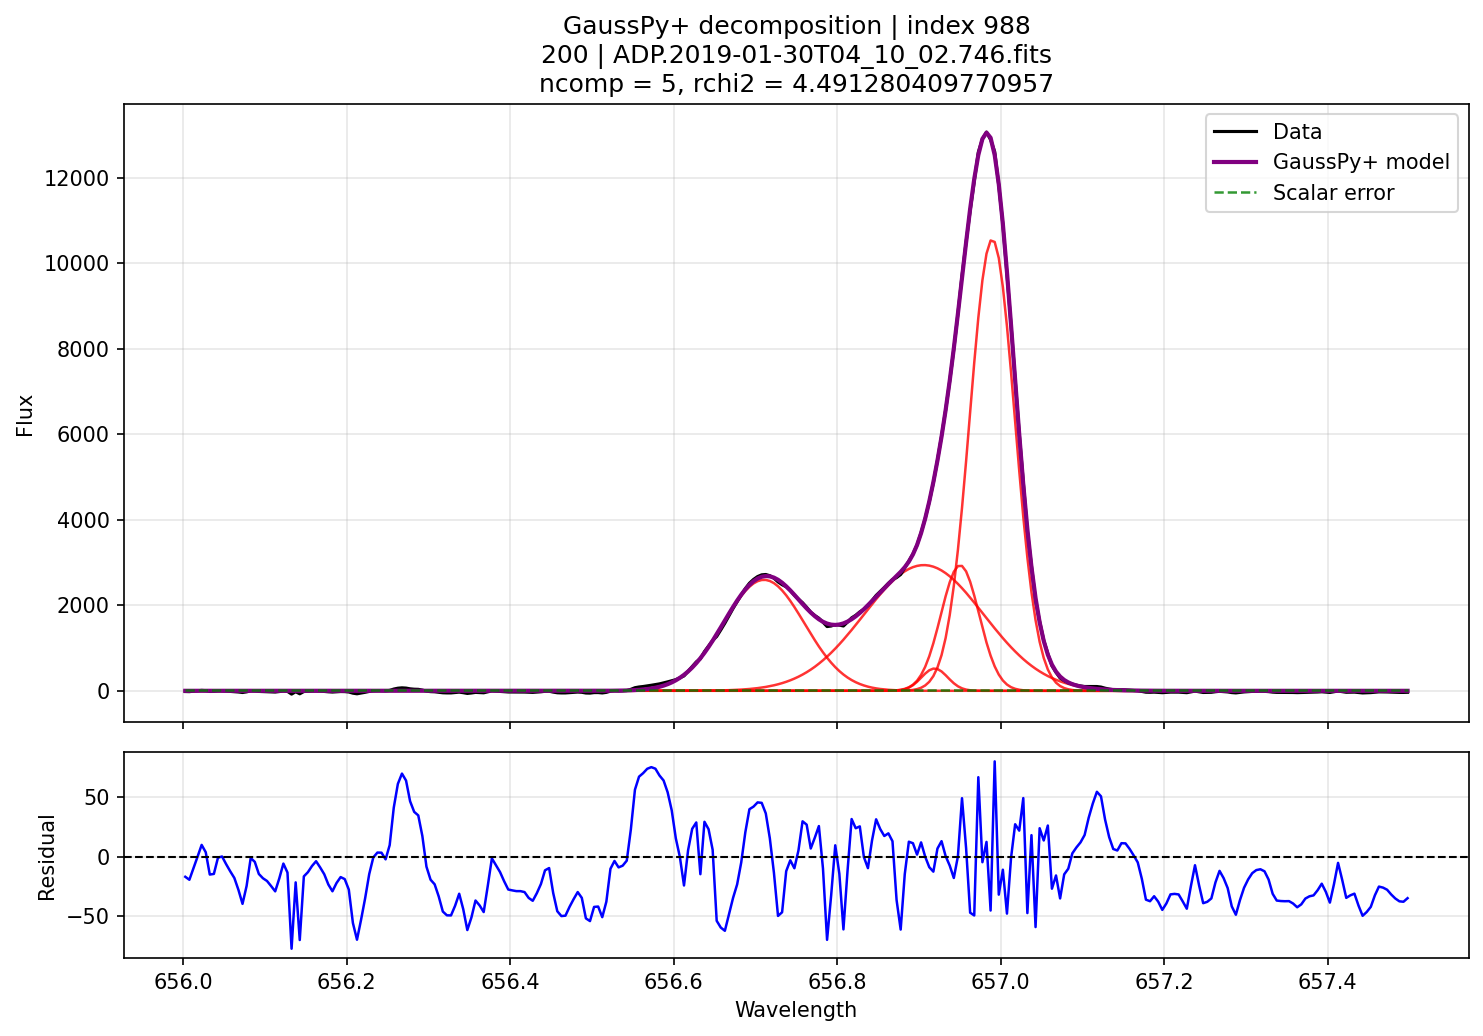 GaussPy+ decomposition | index 988
200 | ADP.2019-01-30T04_10_02.746.fits
ncomp = 5, rchi2 = 4.491280409770957
Data
GaussPy+ model
Scalar error
12000
10000
8000
6000
4000
2000
0
Flux
50
0
−50
Residual
656.0 656.2 656.4 656.6 656.8 657.0 657.2 657.4
Wavelength